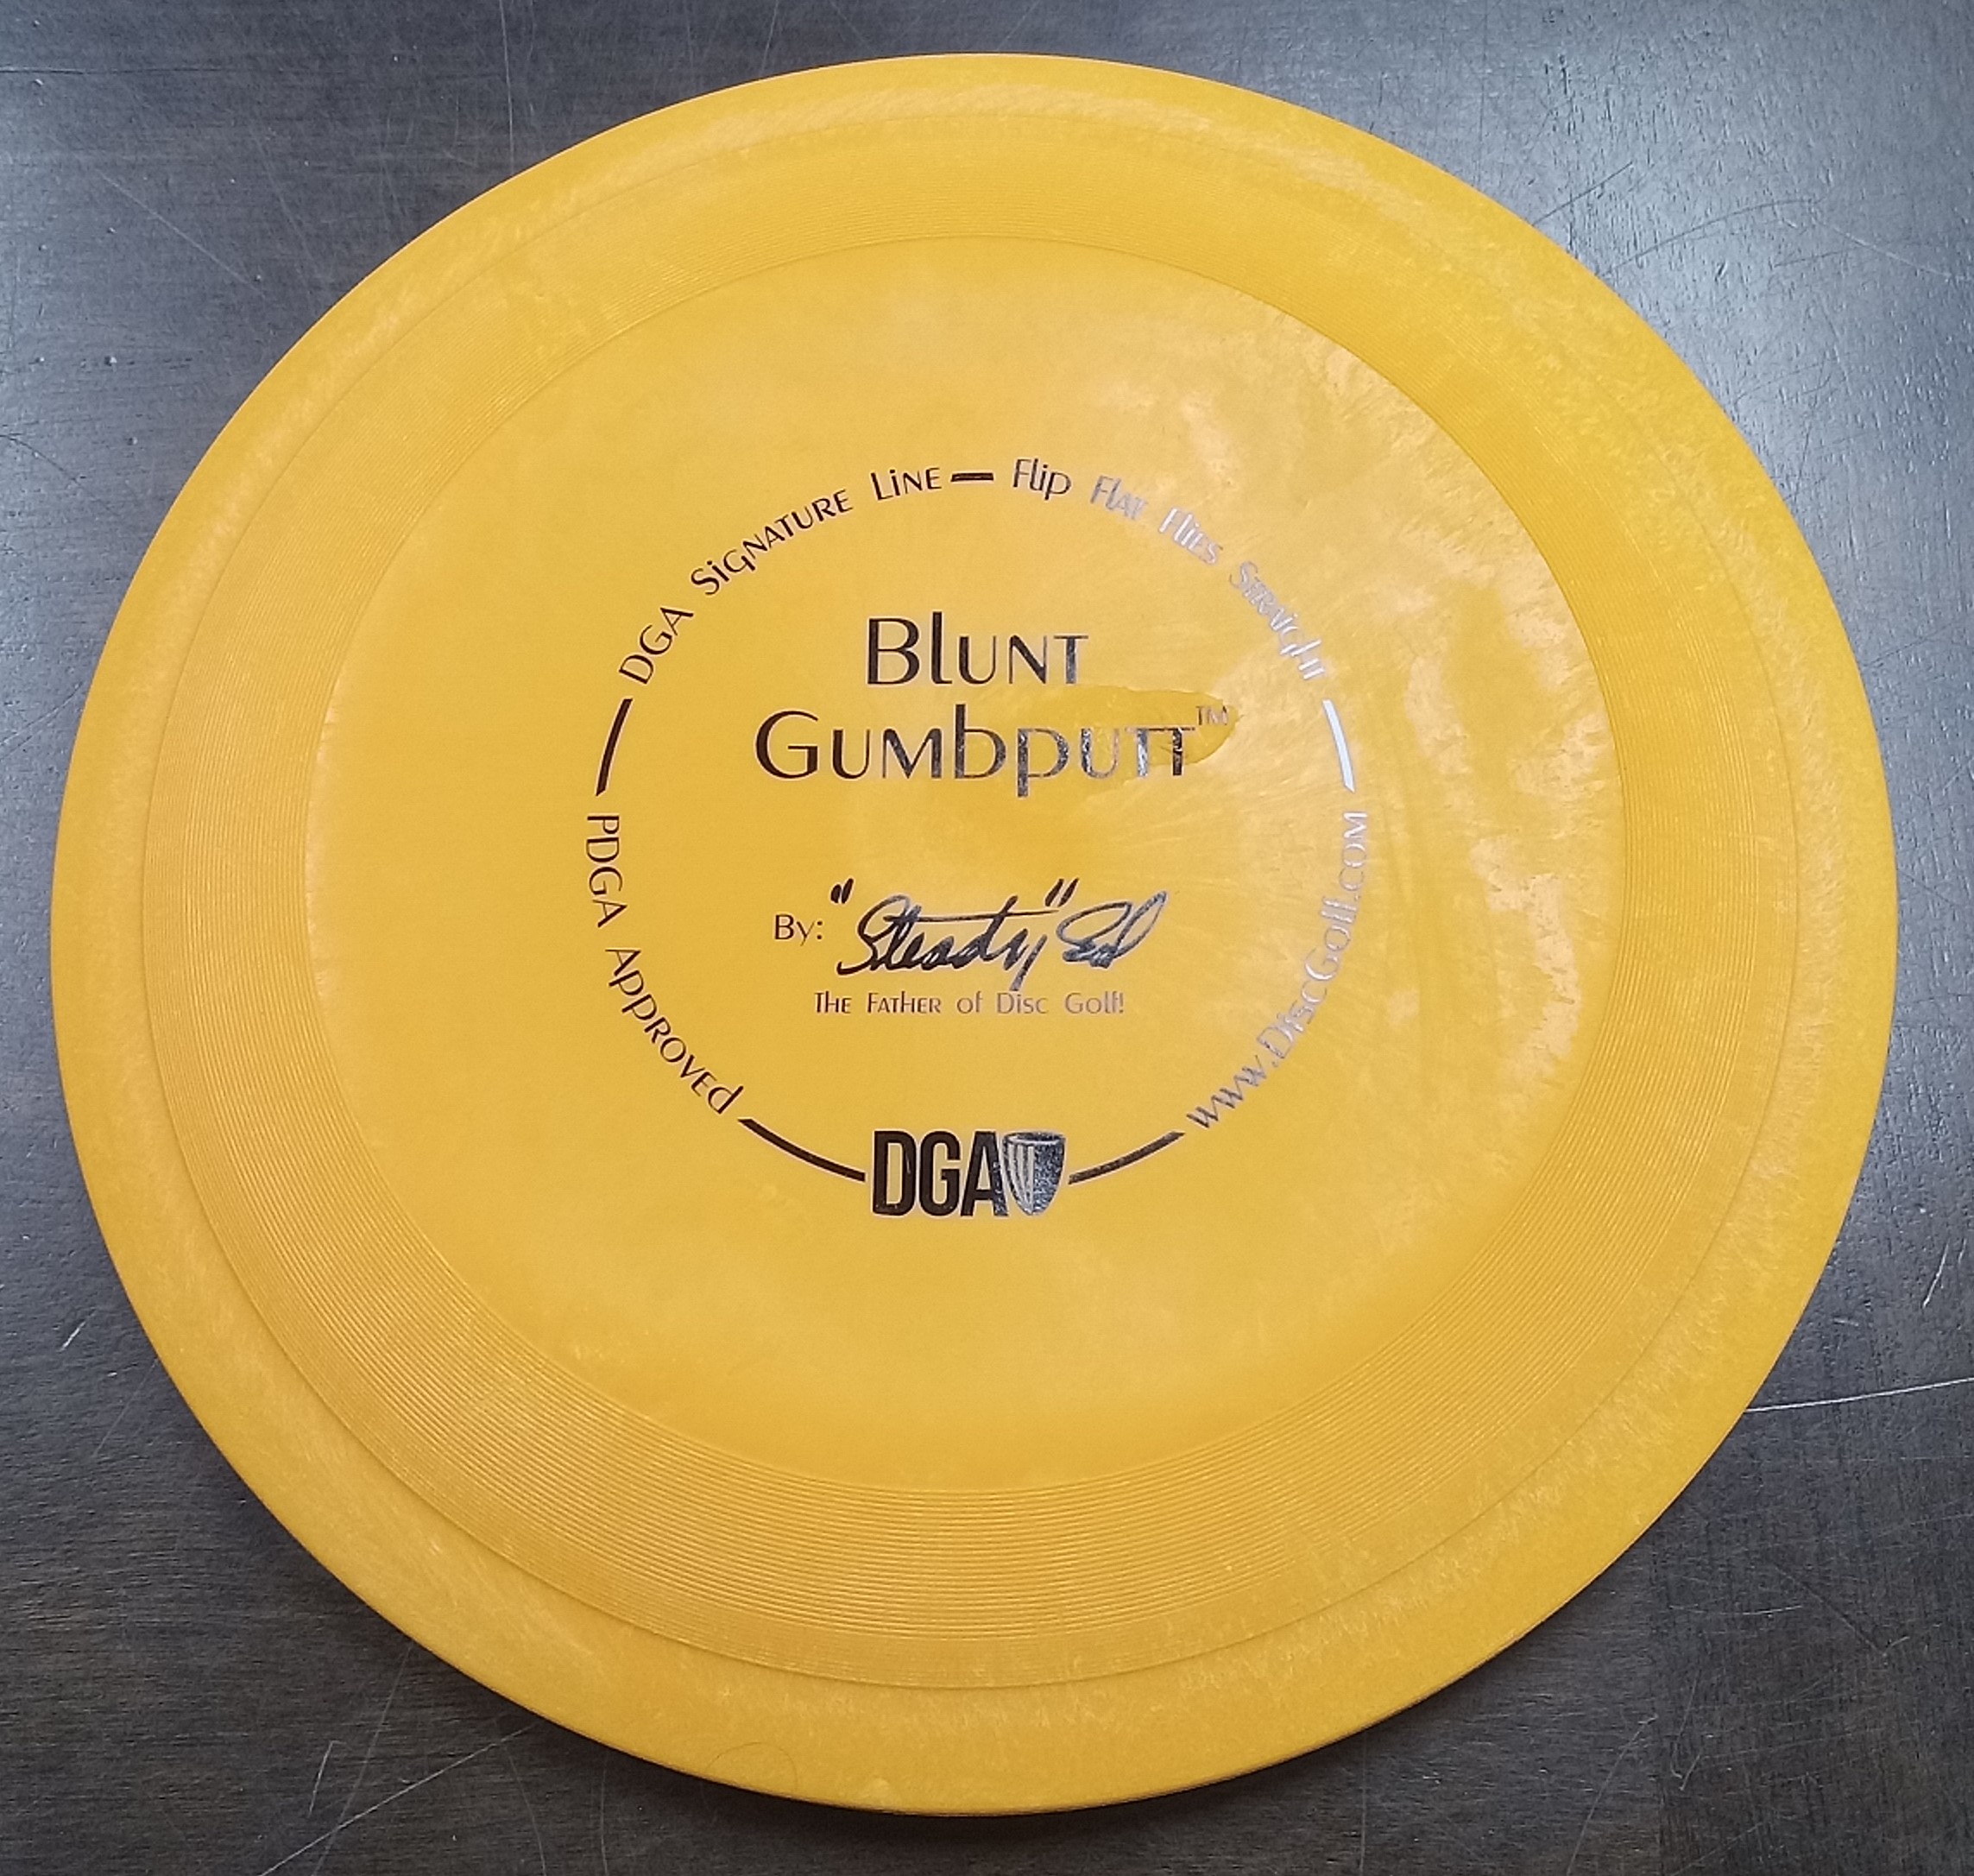 DGA Signature Line — Flip Flat Flies Straight
Blunt
Gumbputt™
By: "Steady" Ed
The Father of Disc Golf!
PDGA Approved
www.DiscGolf.com
DGA